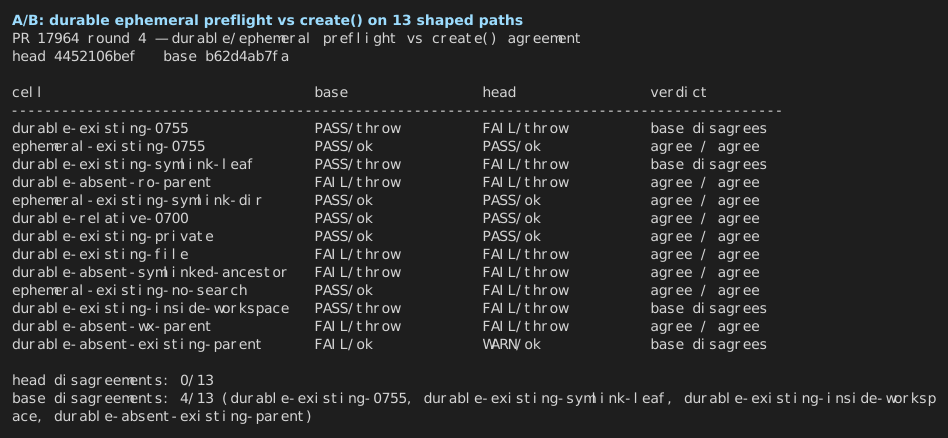 A/B: durable ephemeral preflight vs create() on 13 shaped paths
PR 17964 round 4 — durable/ephemeral preflight vs create() agreement
head 4452106bef base b62d4ab7fa
cell base head verdict
--------------------------------------------------------------------------------------------
durable-existing-0755 PASS/throw FAIL/throw base disagrees
ephemeral-existing-0755 PASS/ok PASS/ok agree / agree
durable-existing-symlink-leaf PASS/throw FAIL/throw base disagrees
durable-absent-ro-parent FAIL/throw FAIL/throw agree / agree
ephemeral-existing-symlink-dir PASS/ok PASS/ok agree / agree
durable-relative-0700 PASS/ok PASS/ok agree / agree
durable-existing-private PASS/ok PASS/ok agree / agree
durable-existing-file FAIL/throw FAIL/throw agree / agree
durable-absent-symlinked-ancestor FAIL/throw FAIL/throw agree / agree
ephemeral-existing-no-search FAIL/throw FAIL/throw agree / agree
durable-existing-inside-workspace PASS/throw FAIL/throw base disagrees
durable-absent-wx-parent FAIL/throw FAIL/throw agree / agree
durable-absent-existing-parent FAIL/ok WARN/ok base disagrees
head disagreements: 0/13
base disagreements: 4/13 (durable-existing-0755, durable-existing-symlink-leaf, durable-existing-inside-worksp
ace, durable-absent-existing-parent)